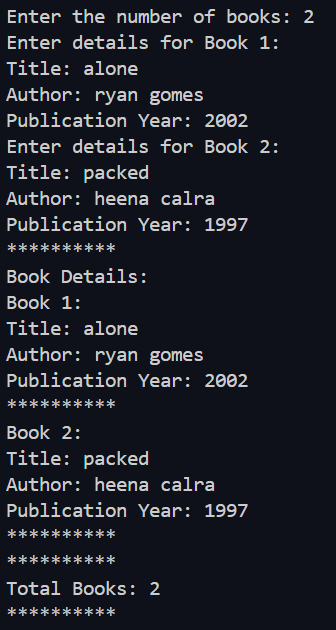 Enter the number of books: 2
Enter details for Book 1:
Title: alone
Author: ryan gomes
Publication Year: 2002
Enter details for Book 2:
Title: packed
Author: heena calra
Publication Year: 1997
**********
Book Details:
Book 1:
Title: alone
Author: ryan gomes
Publication Year: 2002
**********
Book 2:
Title: packed
Author: heena calra
Publication Year: 1997
**********
**********
Total Books: 2
**********